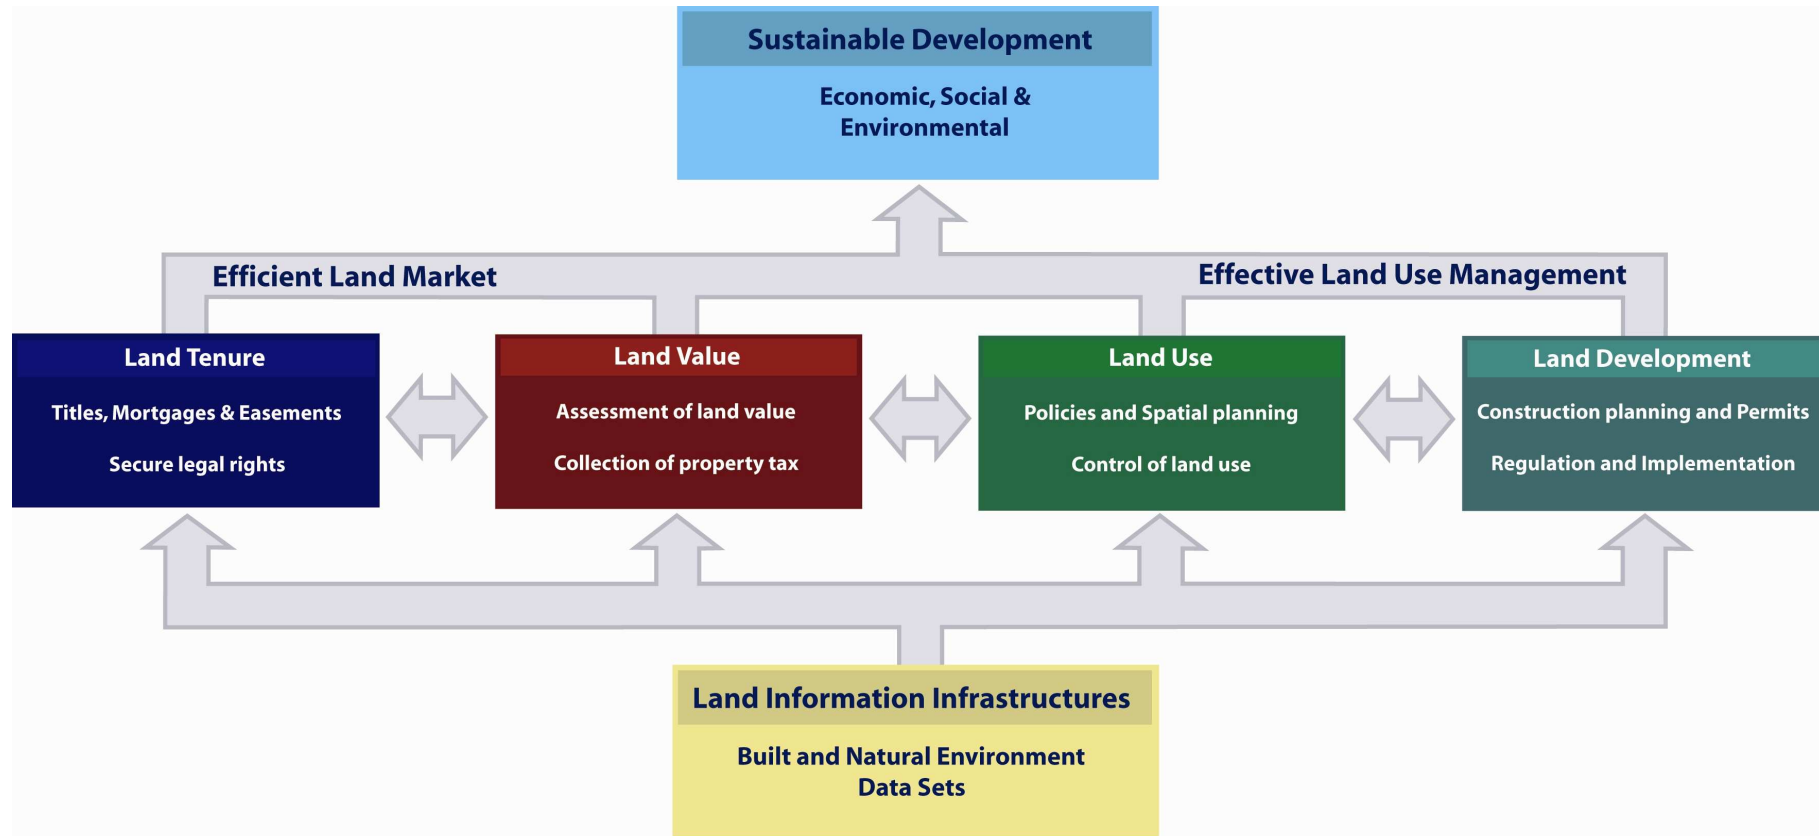 Sustainable Development
Economic, Social &
Environmental
Efficient Land Market
Effective Land Use Management
Land Tenure
Titles, Mortgages & Easements
Secure legal rights
Land Value
Assessment of land value
Collection of property tax
Land Use
Policies and Spatial planning
Control of land use
Land Development
Construction planning and Permits
Regulation and Implementation
Land Information Infrastructures
Built and Natural Environment
Data Sets